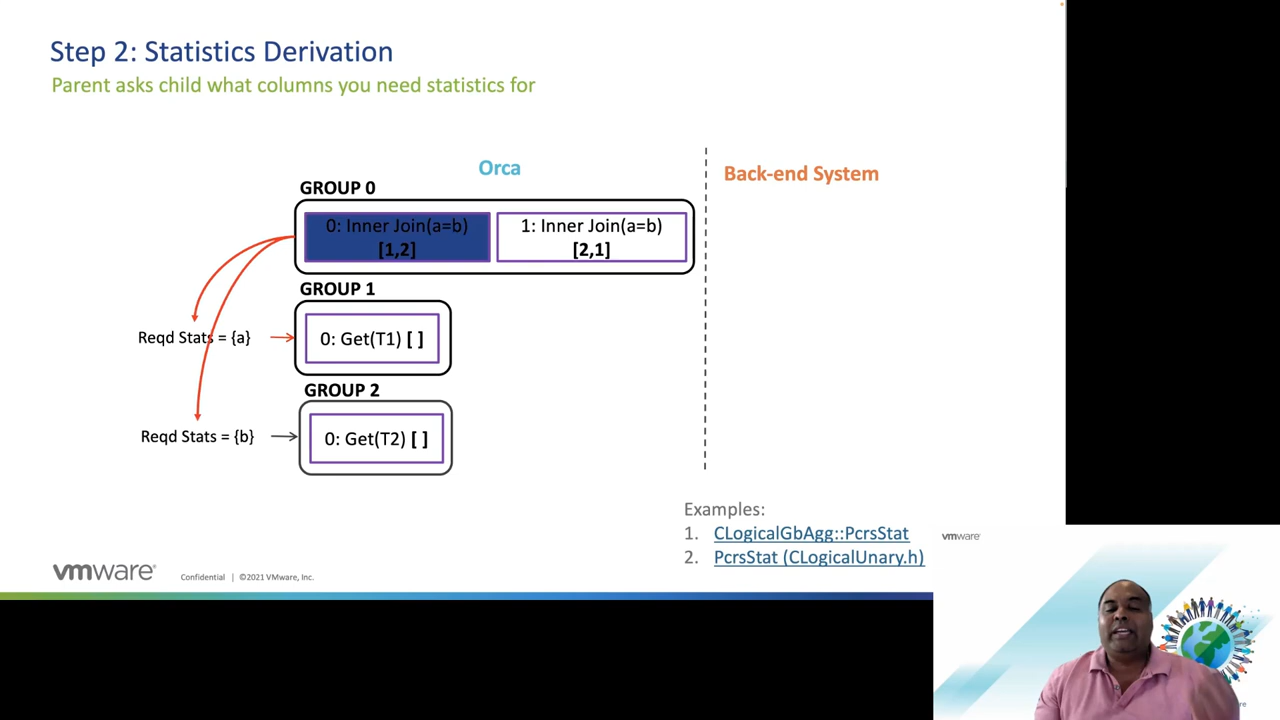 Step 2: Statistics Derivation
Parent asks child what columns you need statistics for
Orca
Back-end System
GROUP 0
0: Inner Join(a=b)
[1,2]
1: Inner Join(a=b)
[2,1]
GROUP 1
Reqd Stats = {a}
0: Get(T1) [ ]
GROUP 2
Reqd Stats = {b}
0: Get(T2) [ ]
Examples:
1. CLogicalGbAgg::PcrsStat
2. PcrsStat (CLogicalUnary.h)
vmware
Confidential | ©2021 VMware, Inc.
vmware